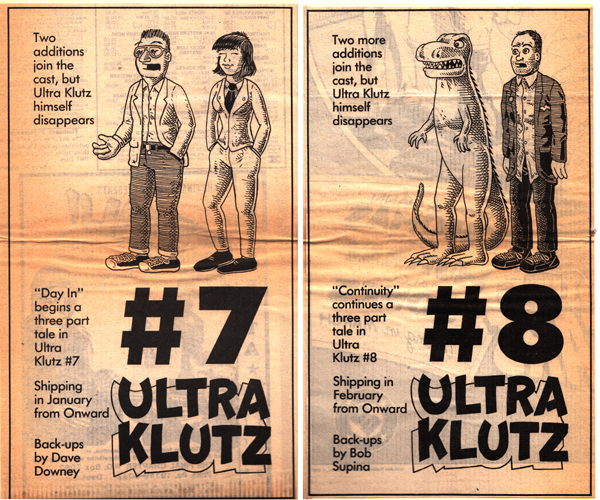 Two
additions
join the
cast, but
Ultra Klutz
himself
disappears
"Day In"
begins a
three part
tale in
Ultra
Klutz #7
Shipping
in January
from Onward
Back-ups
by Dave
Downey
#7
ULTRA
KLUTZ
Two more
additions
join the
cast, but
Ultra Klutz
himself
disappears
"Continuity"
continues a
three part
tale in
Ultra
Klutz #8
Shipping in
February
from Onward
Back-ups
by Bob
Supina
#8
ULTRA
KLUTZ